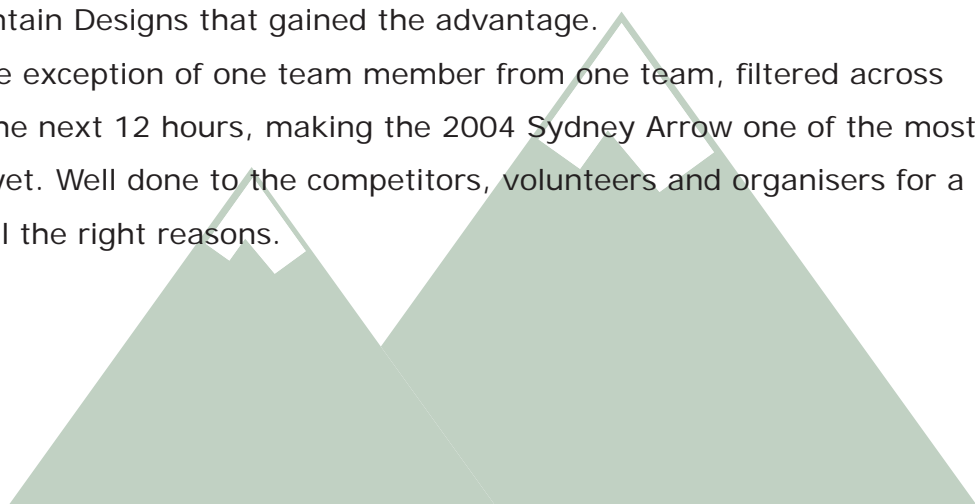 ntain Designs that gained the advantage.
e exception of one team member from one team, filtered across
he next 12 hours, making the 2004 Sydney Arrow one of the most
yet. Well done to the competitors, volunteers and organisers for a
l the right reasons.